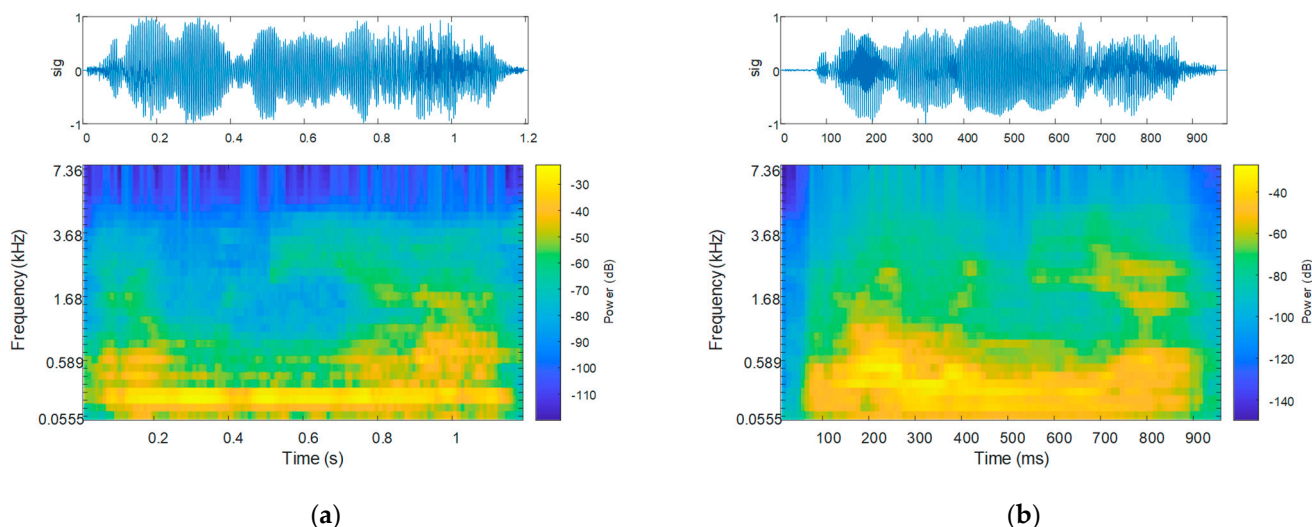 1
sig
0
-1
0 0.2 0.4 0.6 0.8 1 1.2
7.36
3.68
1.68
0.589
0.0555
Frequency (kHz)
0.2 0.4 0.6 0.8 1
Time (s)
-30
-40
-50
-60
-70
-80
-90
-100
-110
Power (dB)
(a)
1
sig
0
-1
0 100 200 300 400 500 600 700 800 900
7.36
3.68
1.68
0.589
0.0555
Frequency (kHz)
100 200 300 400 500 600 700 800 900
Time (ms)
-40
-60
-80
-100
-120
-140
Power (dB)
(b)